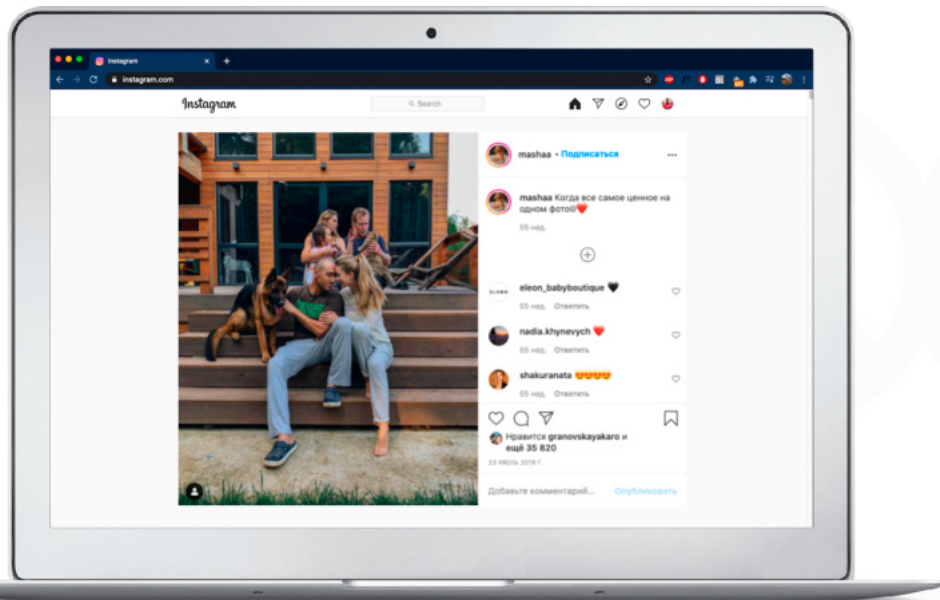 Instagram
instagram.com
Instagram
Search
mashaa • Подписаться
mashaa Когда все самое ценное на
одном фото☺❤️
55 нед.
eleon_babyboutique 🖤
55 нед. Ответить
nadia.khynevych ❤️
55 нед. Ответить
shakuranata 😍😍😍😍
55 нед. Ответить
Нравится granovskayakaro и
ещё 35 820
23 ИЮЛЬ 2019 Г.
Добавьте комментарий... Опубликовать